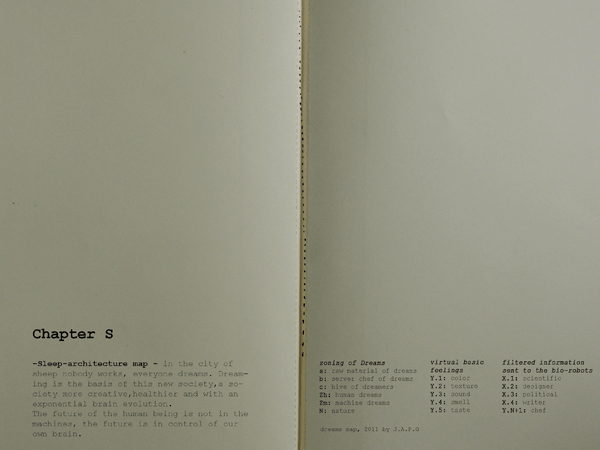 Chapter S
-Sleep-architecture map - in the city of
sheep nobody works, everyone dreams. Dream-
ing is the basis of this new society,a so-
ciety more creative,healthier and with an
exponential brain evolution.
The future of the human being is not in the
machines, the future is in control of our
own brain.
zoning of Dreams
a: raw material of dreams
b: server chef of dreams
c: hive of dreamers
Zh: human dreams
Zm: machine dreams
N: nature
dreams map, 2011 by J.A.P.G
virtual basic
feelings
Y.1: color
Y.2: texture
Y.3: sound
Y.4: smell
Y.5: taste
filtered information
sent to the bio-robots
X.1: scientific
X.2: designer
X.3: political
X.4: writer
Y.N+1: chef